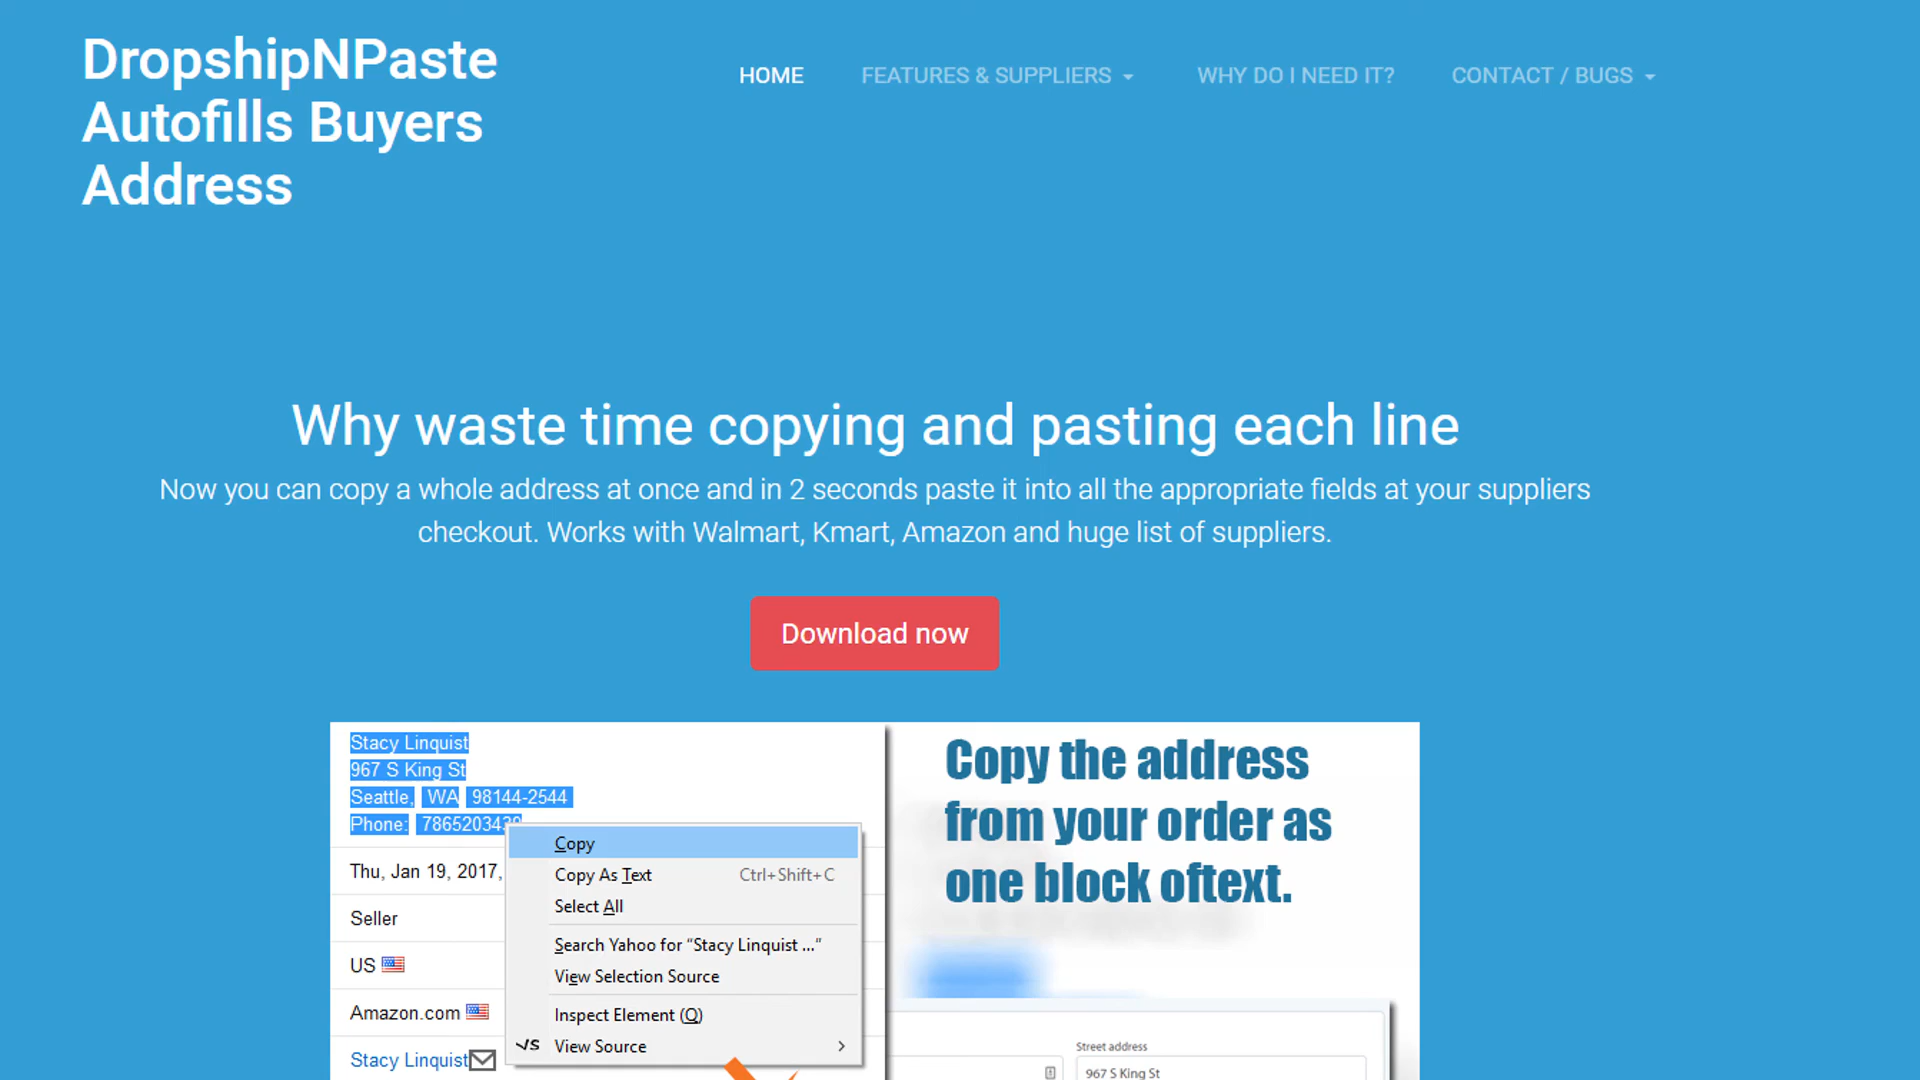 DropshipNPaste
Autofills Buyers
Address
HOME
FEATURES & SUPPLIERS
WHY DO I NEED IT?
CONTACT / BUGS
Why waste time copying and pasting each line
Now you can copy a whole address at once and in 2 seconds paste it into all the appropriate fields at your suppliers
checkout. Works with Walmart, Kmart, Amazon and huge list of suppliers.
Download now
Stacy Linquist
967 S King St
Seattle, WA 98144-2544
Phone: 7865203430
Thu, Jan 19, 2017,
Seller
US
Amazon.com
Stacy Linquist
Copy
Copy As Text Ctrl+Shift+C
Select All
Search Yahoo for “Stacy Linquist ...”
View Selection Source
Inspect Element (Q)
View Source
Copy the address
from your order as
one block oftext.
Street address
967 S King St